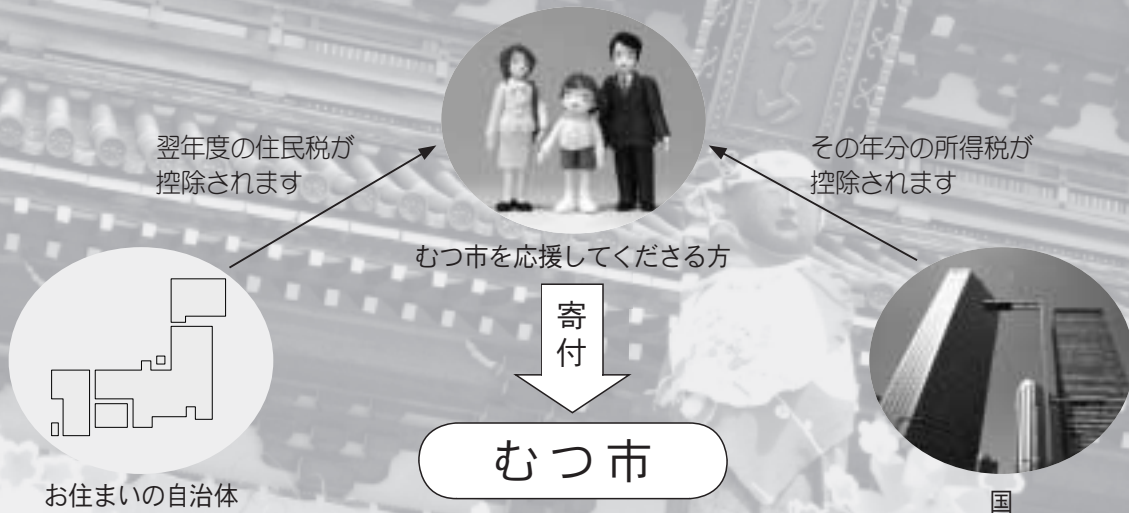 翌年度の住民税が
控除されます
その年分の所得税が
控除されます
むつ市を応援してくださる方
寄
付
むつ市
お住まいの自治体
国